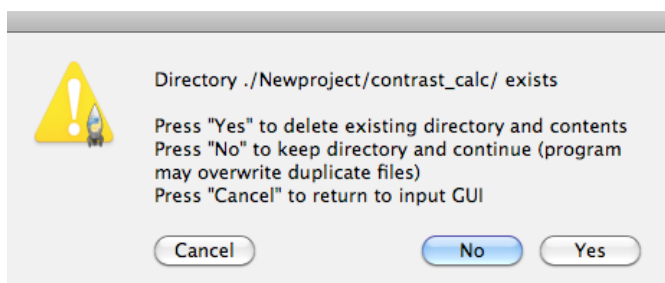 Directory ./Newproject/contrast_calc/ exists
Press "Yes" to delete existing directory and contents
Press "No" to keep directory and continue (program
may overwrite duplicate files)
Press "Cancel" to return to input GUI
Cancel No Yes